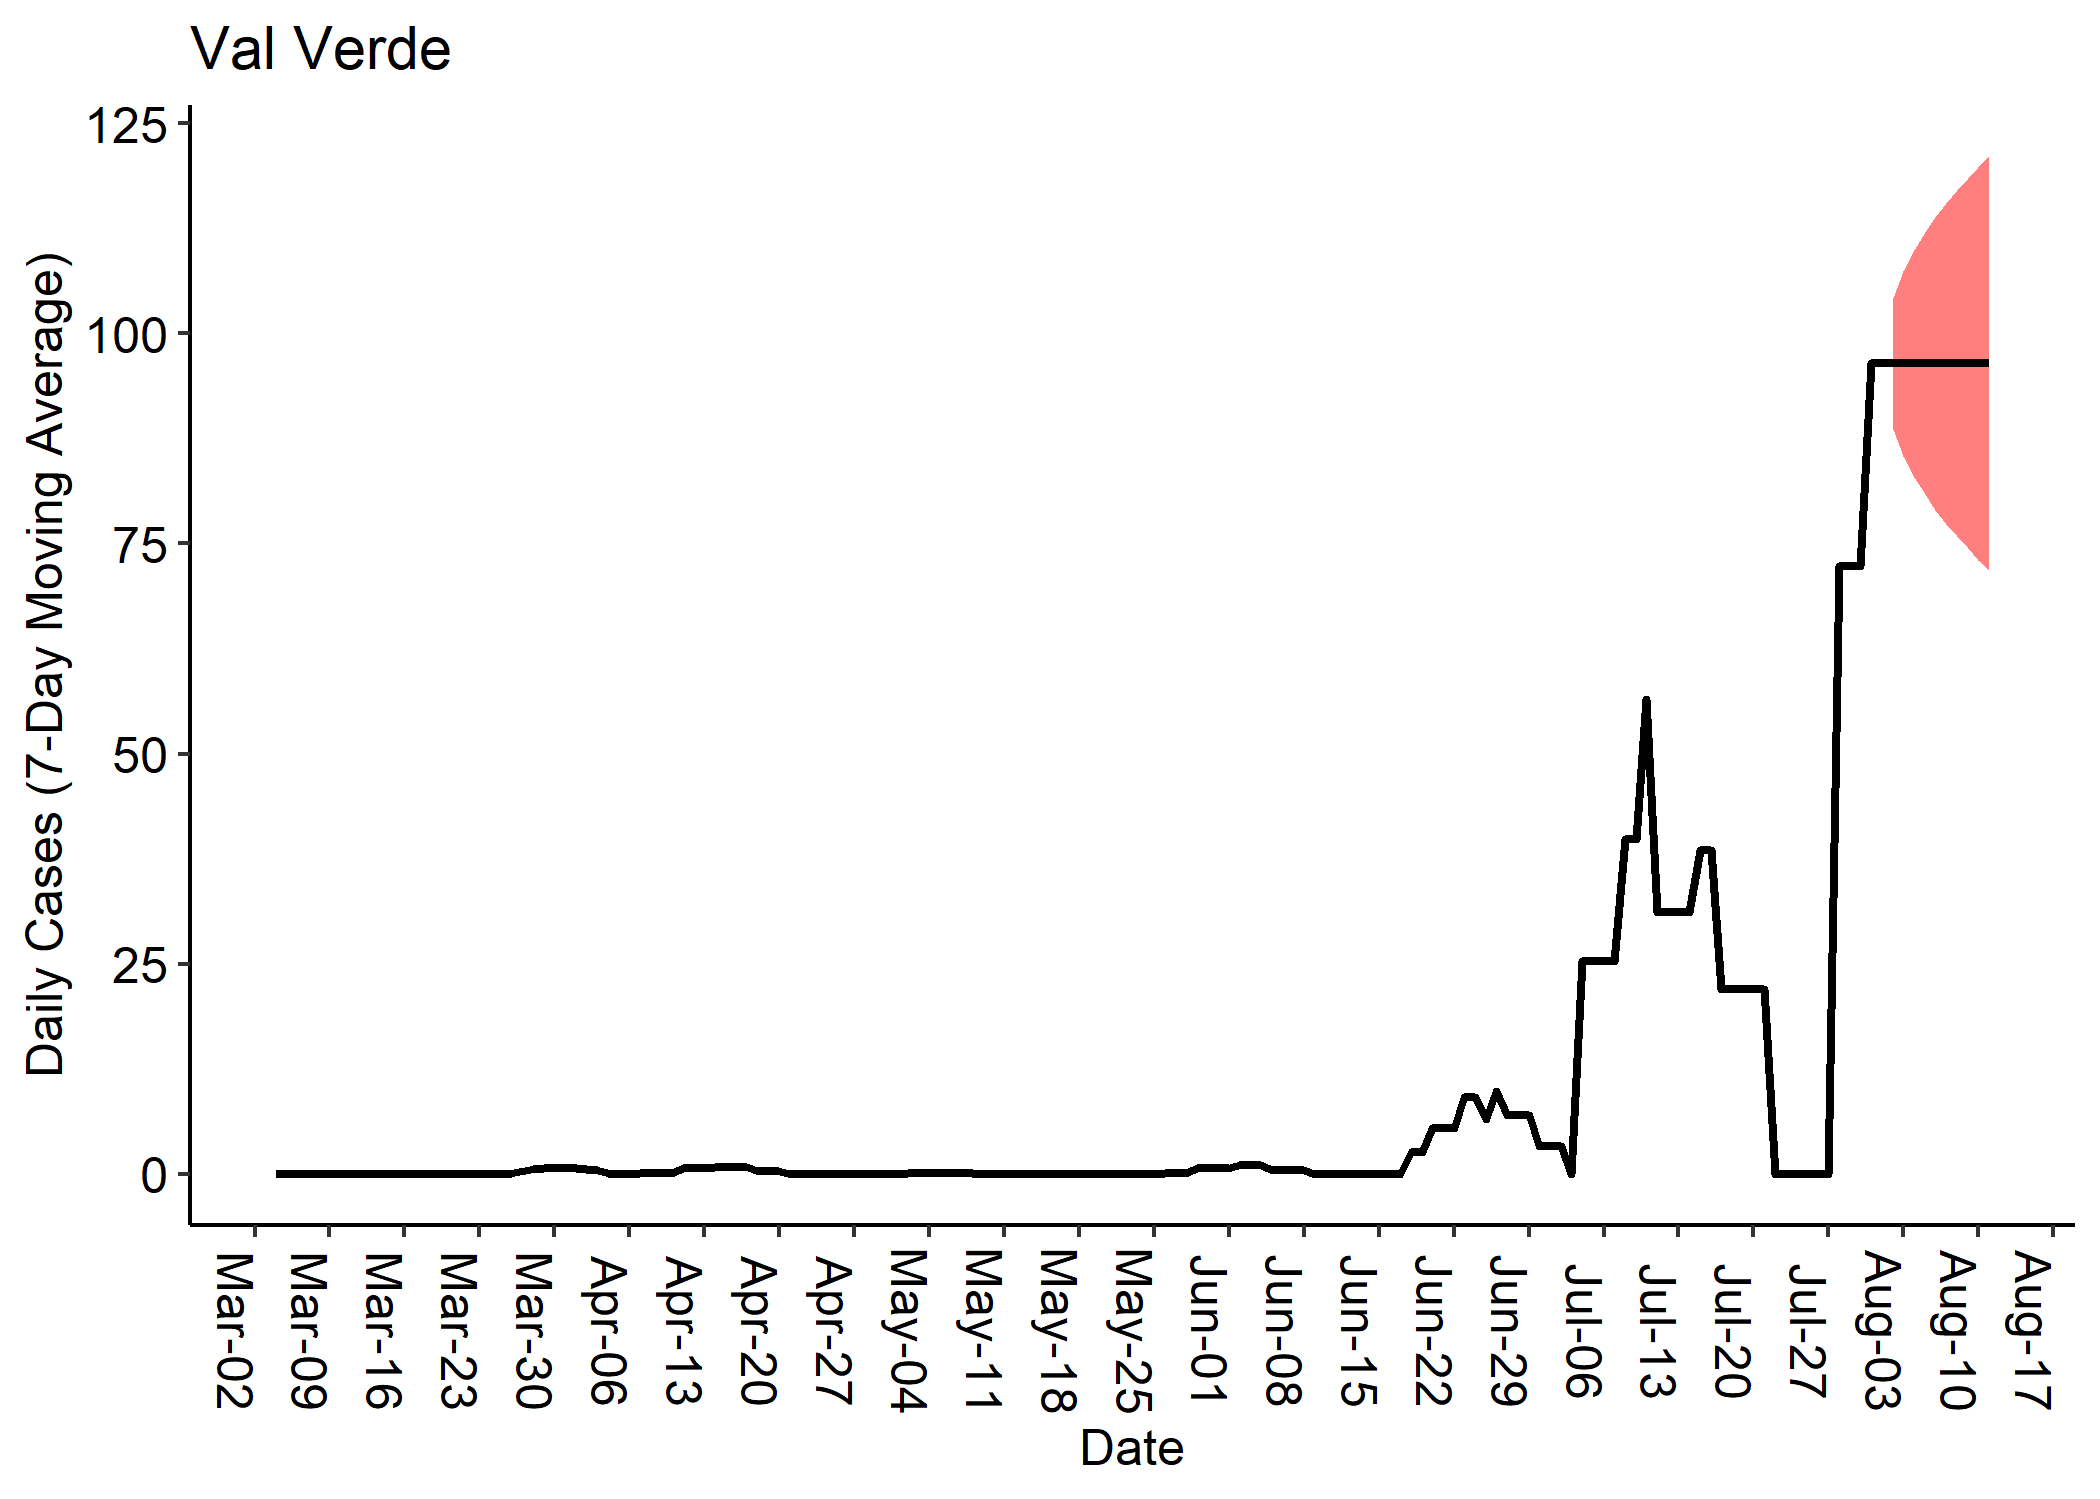 Val Verde
125
100
75
50
25
0
Daily Cases (7-Day Moving Average)
Mar-02
Mar-09
Mar-16
Mar-23
Mar-30
Apr-06
Apr-13
Apr-20
Apr-27
May-04
May-11
May-18
May-25
Jun-01
Jun-08
Jun-15
Jun-22
Jun-29
Jul-06
Jul-13
Jul-20
Jul-27
Aug-03
Aug-10
Aug-17
Date